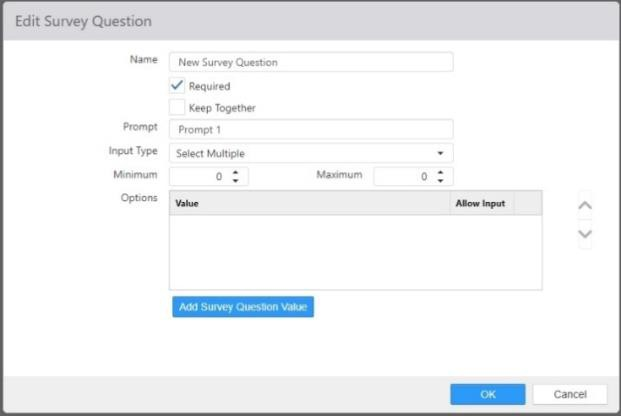 Edit Survey Question
Name New Survey Question
Required
Keep Together
Prompt Prompt 1
Input Type Select Multiple
Minimum 0 Maximum 0
Options Value Allow Input
Add Survey Question Value
OK Cancel